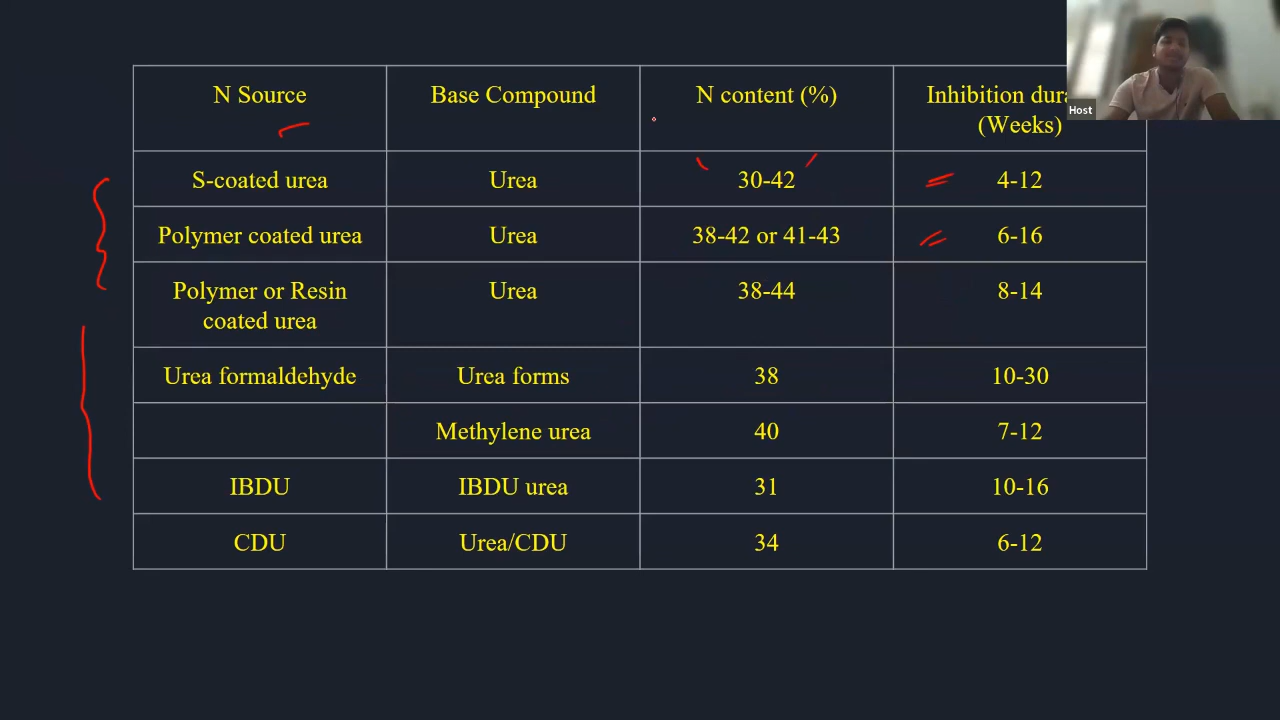 N Source Base Compound N content (%) Inhibition
(Weeks)
Host
S-coated urea Urea 30-42 4-12
Polymer coated urea Urea 38-42 or 41-43 6-16
Polymer or Resin Urea 38-44 8-14
coated urea
Urea formaldehyde Urea forms 38 10-30
Methylene urea 40 7-12
IBDU IBDU urea 31 10-16
CDU Urea/CDU 34 6-12